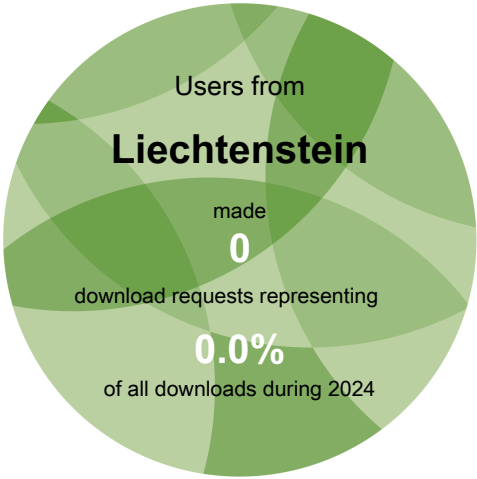 Users from
Liechtenstein
made
0
download requests representing
0.0%
of all downloads during 2024